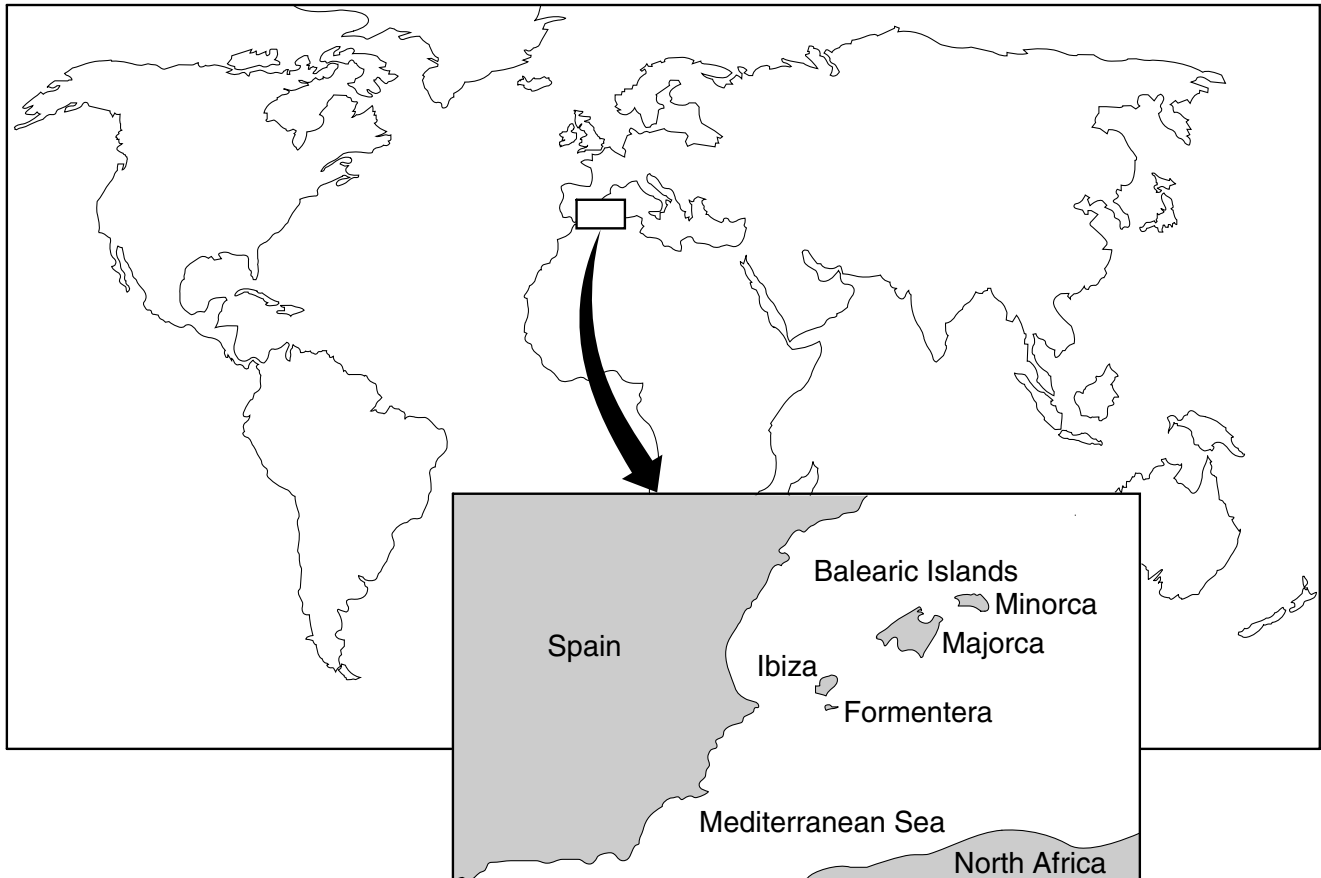 Balearic Islands
Minorca
Spain
Majorca
Ibiza
Formentera
Mediterranean Sea
North Africa